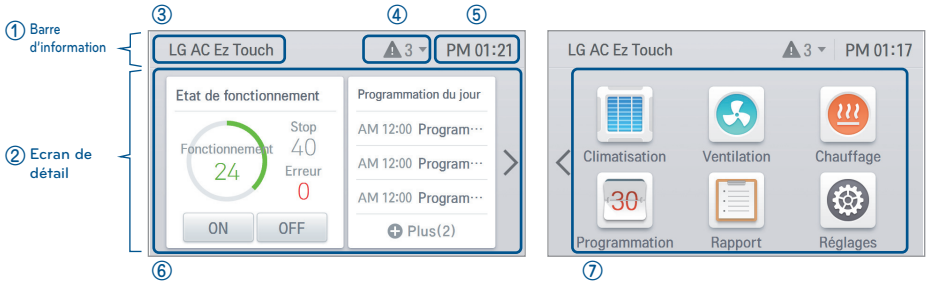 ③ ④ ⑤
① Barre
d'information
LG AC Ez Touch 3 PM 01:21
② Ecran de
détail
Etat de fonctionnement
Fonctionnement
24
Stop
40
Erreur
0
ON OFF
Programmation du jour
AM 12:00 Program···
AM 12:00 Program···
AM 12:00 Program···
Plus(2)
⑥
LG AC Ez Touch 3 PM 01:17
Climatisation Ventilation Chauffage
30
Programmation Rapport Réglages
⑦